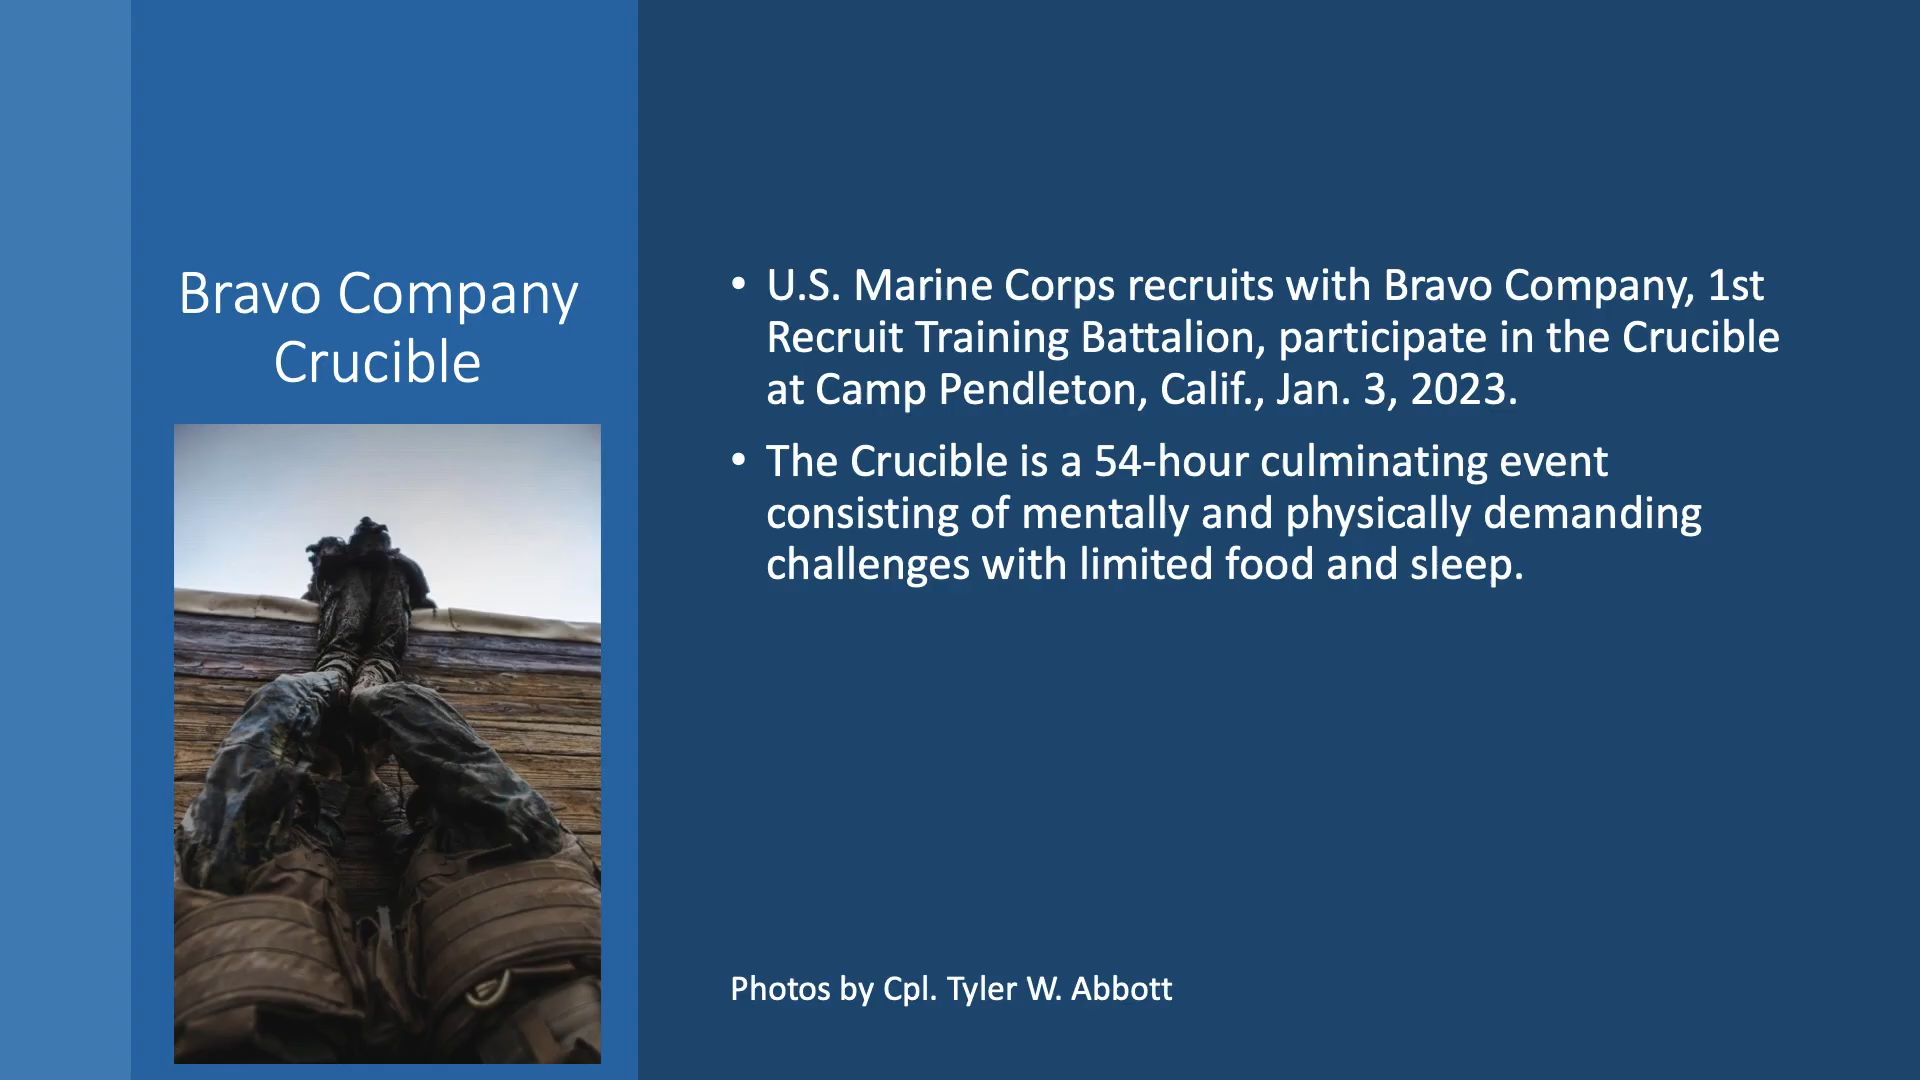 Bravo Company
Crucible
• U.S. Marine Corps recruits with Bravo Company, 1st
Recruit Training Battalion, participate in the Crucible
at Camp Pendleton, Calif., Jan. 3, 2023.
• The Crucible is a 54-hour culminating event
consisting of mentally and physically demanding
challenges with limited food and sleep.
Photos by Cpl. Tyler W. Abbott